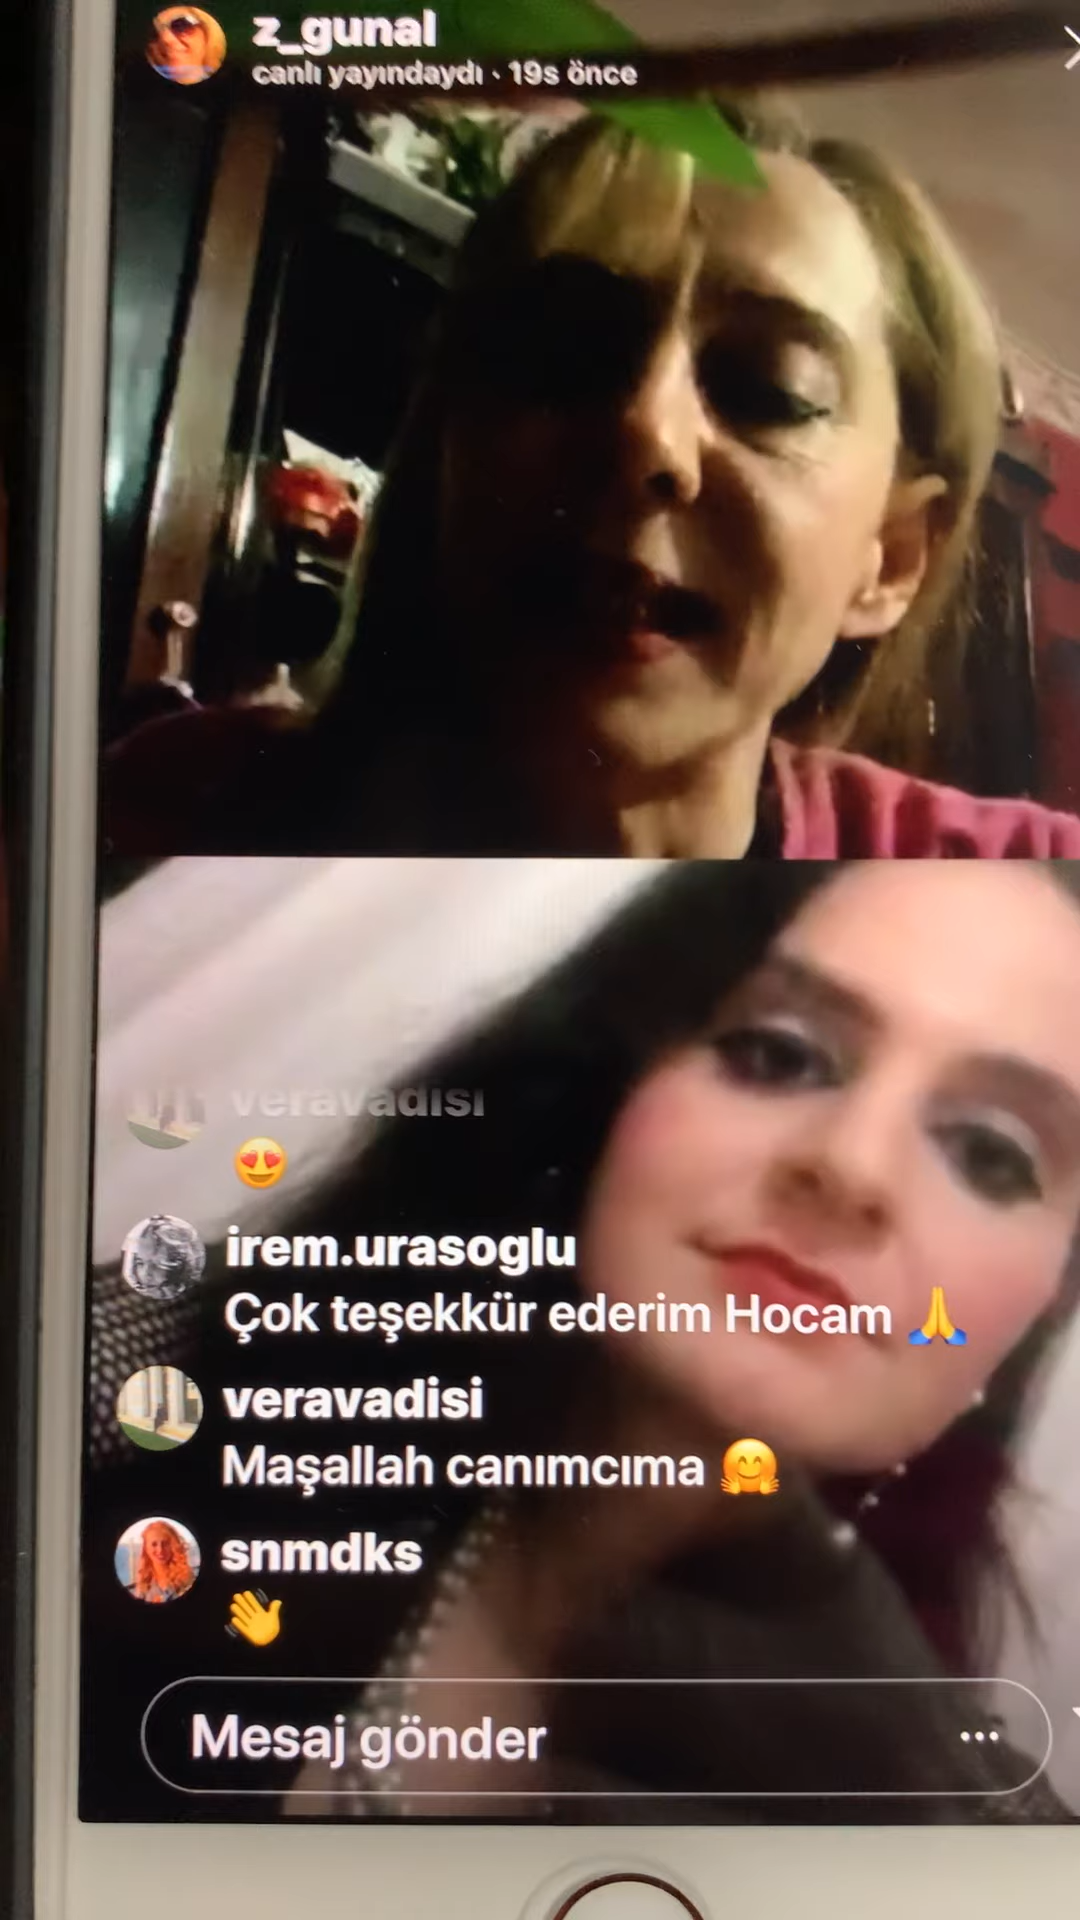 z_gunal
canlı yayındaydı · 19s önce
veravadisi
😍
irem.urasoglu
Çok teşekkür ederim Hocam 🙏
veravadisi
Maşallah canımcıma 🤗
snmdks
👋
Mesaj gönder